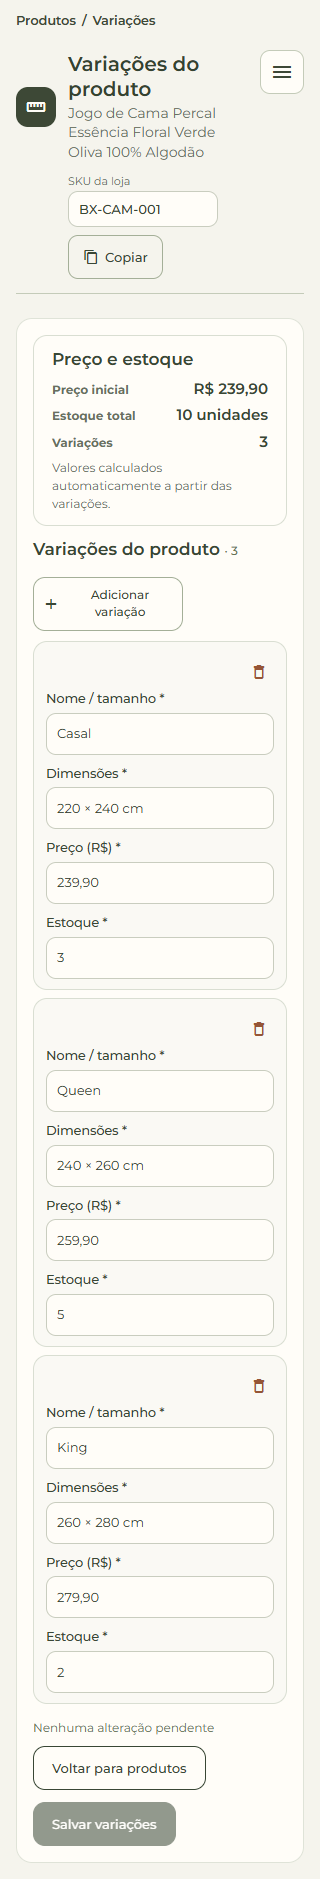 Produtos / Variações
Variações do
produto
Jogo de Cama Percal
Essência Floral Verde
Oliva 100% Algodão
SKU da loja
BX-CAM-001
Copiar
Preço e estoque
Preço inicial R$ 239,90
Estoque total 10 unidades
Variações 3
Valores calculados
automaticamente a partir das
variações.
Variações do produto · 3
+ Adicionar
variação
Nome / tamanho *
Casal
Dimensões *
220 × 240 cm
Preço (R$) *
239,90
Estoque *
3
Nome / tamanho *
Queen
Dimensões *
240 × 260 cm
Preço (R$) *
259,90
Estoque *
5
Nome / tamanho *
King
Dimensões *
260 × 280 cm
Preço (R$) *
279,90
Estoque *
2
Nenhuma alteração pendente
Voltar para produtos
Salvar variações